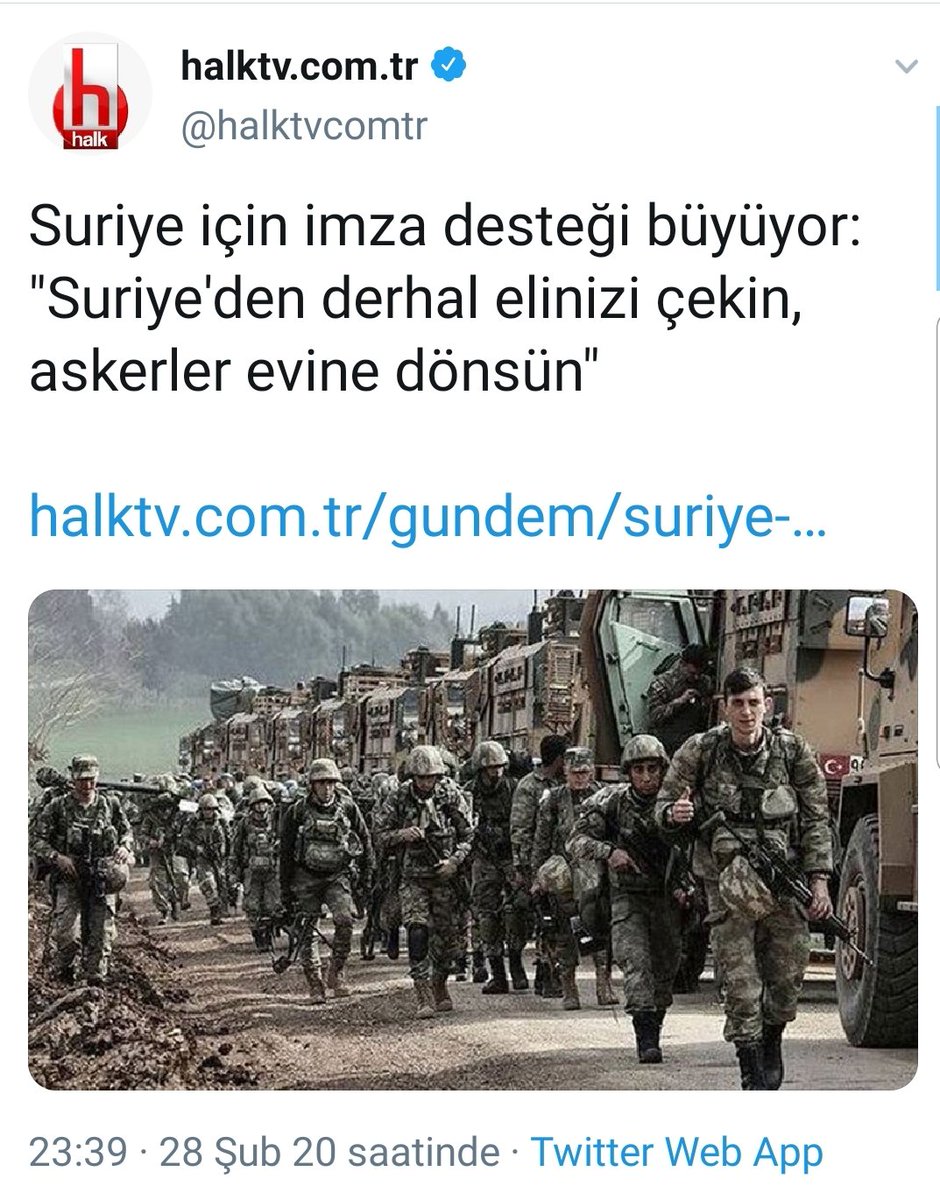 halktv.com.tr
@halktvcomtr
halk
Suriye için imza desteği büyüyor:
"Suriye'den derhal elinizi çekin,
askerler evine dönsün"
halktv.com.tr/gundem/suriye-...
23:39 · 28 Şub 20 saatinde · Twitter Web App